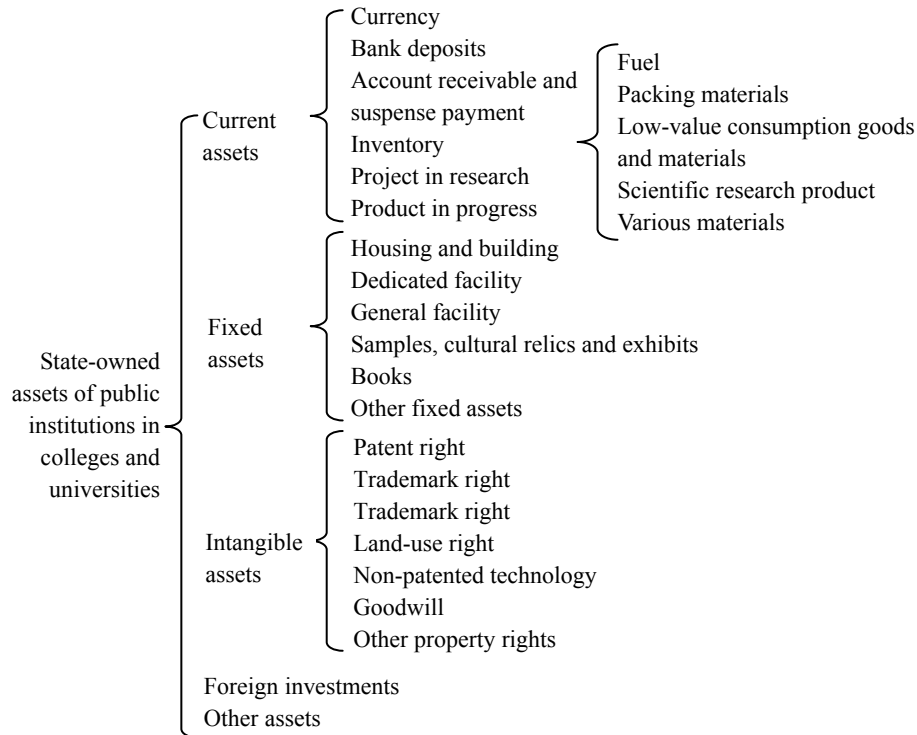 State-owned
assets of public
institutions in
colleges and
universities
Current
assets
Currency
Bank deposits
Account receivable and
suspense payment
Inventory
Project in research
Product in progress
Fuel
Packing materials
Low-value consumption goods
and materials
Scientific research product
Various materials
Fixed
assets
Housing and building
Dedicated facility
General facility
Samples, cultural relics and exhibits
Books
Other fixed assets
Intangible
assets
Patent right
Trademark right
Trademark right
Land-use right
Non-patented technology
Goodwill
Other property rights
Foreign investments
Other assets